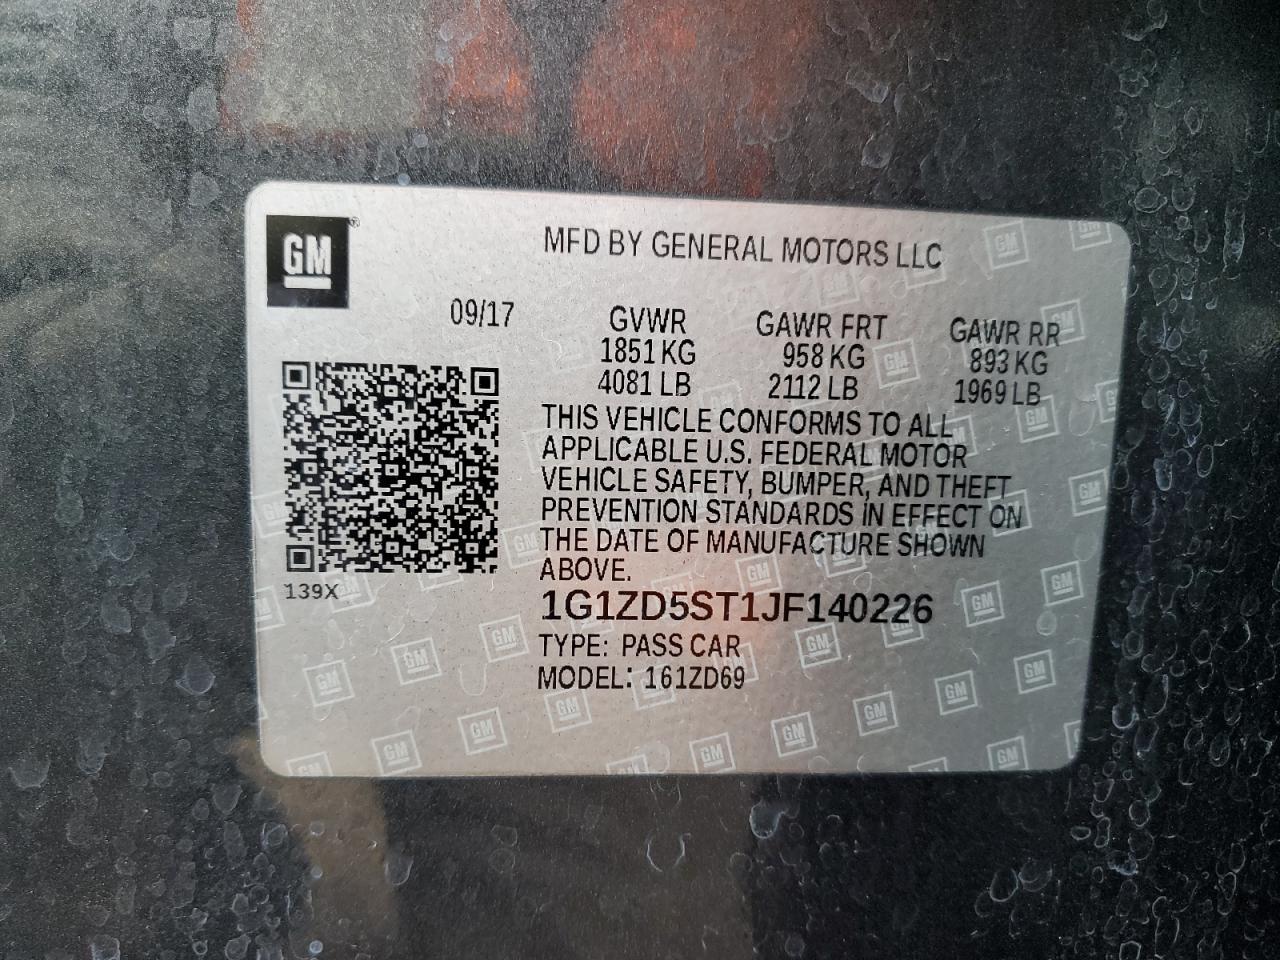 GM®
MFD BY GENERAL MOTORS LLC
09/17 GVWR GAWR FRT GAWR RR
1851 KG 958 KG 893 KG
4081 LB 2112 LB 1969 LB
THIS VEHICLE CONFORMS TO ALL
APPLICABLE U.S. FEDERAL MOTOR
VEHICLE SAFETY, BUMPER, AND THEFT
PREVENTION STANDARDS IN EFFECT ON
THE DATE OF MANUFACTURE SHOWN
ABOVE.
139X
1G1ZD5ST1JF140226
TYPE: PASS CAR
MODEL: 161ZD69